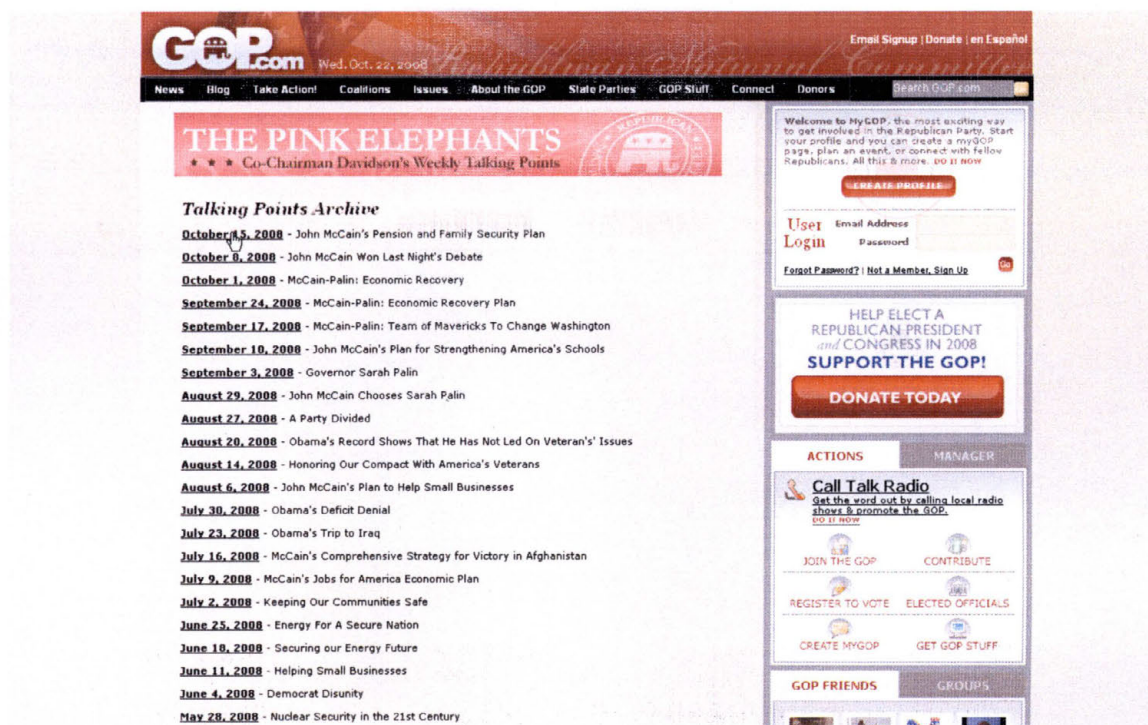 GOP.com
Wed. Oct. 22, 2008
Republican National Committee
Email Signup | Donate | en Español
News Blog Take Action! Coalitions Issues About the GOP State Parties GOP Stuff Connect Donors Search GOP.com
THE PINK ELEPHANTS
★ ★ ★ Co-Chairman Davidson's Weekly Talking Points
REPUBLICAN
Talking Points Archive
October 15, 2008 - John McCain's Pension and Family Security Plan
October 8, 2008 - John McCain Won Last Night's Debate
October 1, 2008 - McCain-Palin: Economic Recovery
September 24, 2008 - McCain-Palin: Economic Recovery Plan
September 17, 2008 - McCain-Palin: Team of Mavericks To Change Washington
September 10, 2008 - John McCain's Plan for Strengthening America's Schools
September 3, 2008 - Governor Sarah Palin
August 29, 2008 - John McCain Chooses Sarah Palin
August 27, 2008 - A Party Divided
August 20, 2008 - Obama's Record Shows That He Has Not Led On Veteran's' Issues
August 14, 2008 - Honoring Our Compact With America's Veterans
August 6, 2008 - John McCain's Plan to Help Small Businesses
July 30, 2008 - Obama's Deficit Denial
July 23, 2008 - Obama's Trip to Iraq
July 16, 2008 - McCain's Comprehensive Strategy for Victory in Afghanistan
July 9, 2008 - McCain's Jobs for America Economic Plan
July 2, 2008 - Keeping Our Communities Safe
June 25, 2008 - Energy For A Secure Nation
June 18, 2008 - Securing our Energy Future
June 11, 2008 - Helping Small Businesses
June 4, 2008 - Democrat Disunity
May 28, 2008 - Nuclear Security in the 21st Century
Welcome to MyGOP, the most exciting way
to get involved in the Republican Party. Start
your profile and you can create a myGOP
page, plan an event, or connect with fellow
Republicans. All this & more. DO IT NOW
CREATE PROFILE
User Login
Email Address
Password
Forgot Password? | Not a Member, Sign Up
Go
HELP ELECT A
REPUBLICAN PRESIDENT
and CONGRESS IN 2008
SUPPORT THE GOP!
DONATE TODAY
ACTIONS MANAGER
Call Talk Radio
Get the word out by calling local radio
shows & promote the GOP.
DO IT NOW
JOIN THE GOP CONTRIBUTE
REGISTER TO VOTE ELECTED OFFICIALS
CREATE MYGOP GET GOP STUFF
GOP FRIENDS GROUPS